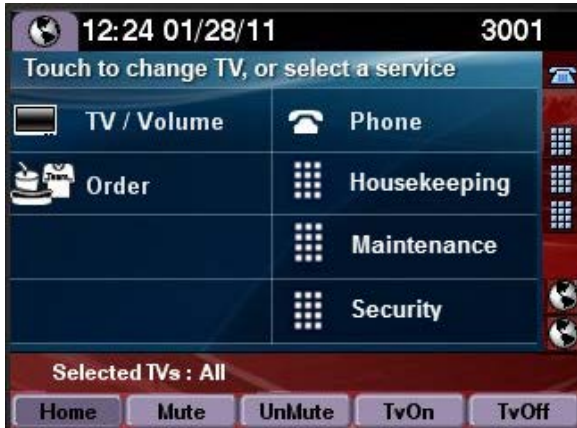 12:24 01/28/11 3001
Touch to change TV, or select a service
TV / Volume Phone
Order Housekeeping
Maintenance
Security
Selected TVs : All
Home Mute UnMute TvOn TvOff